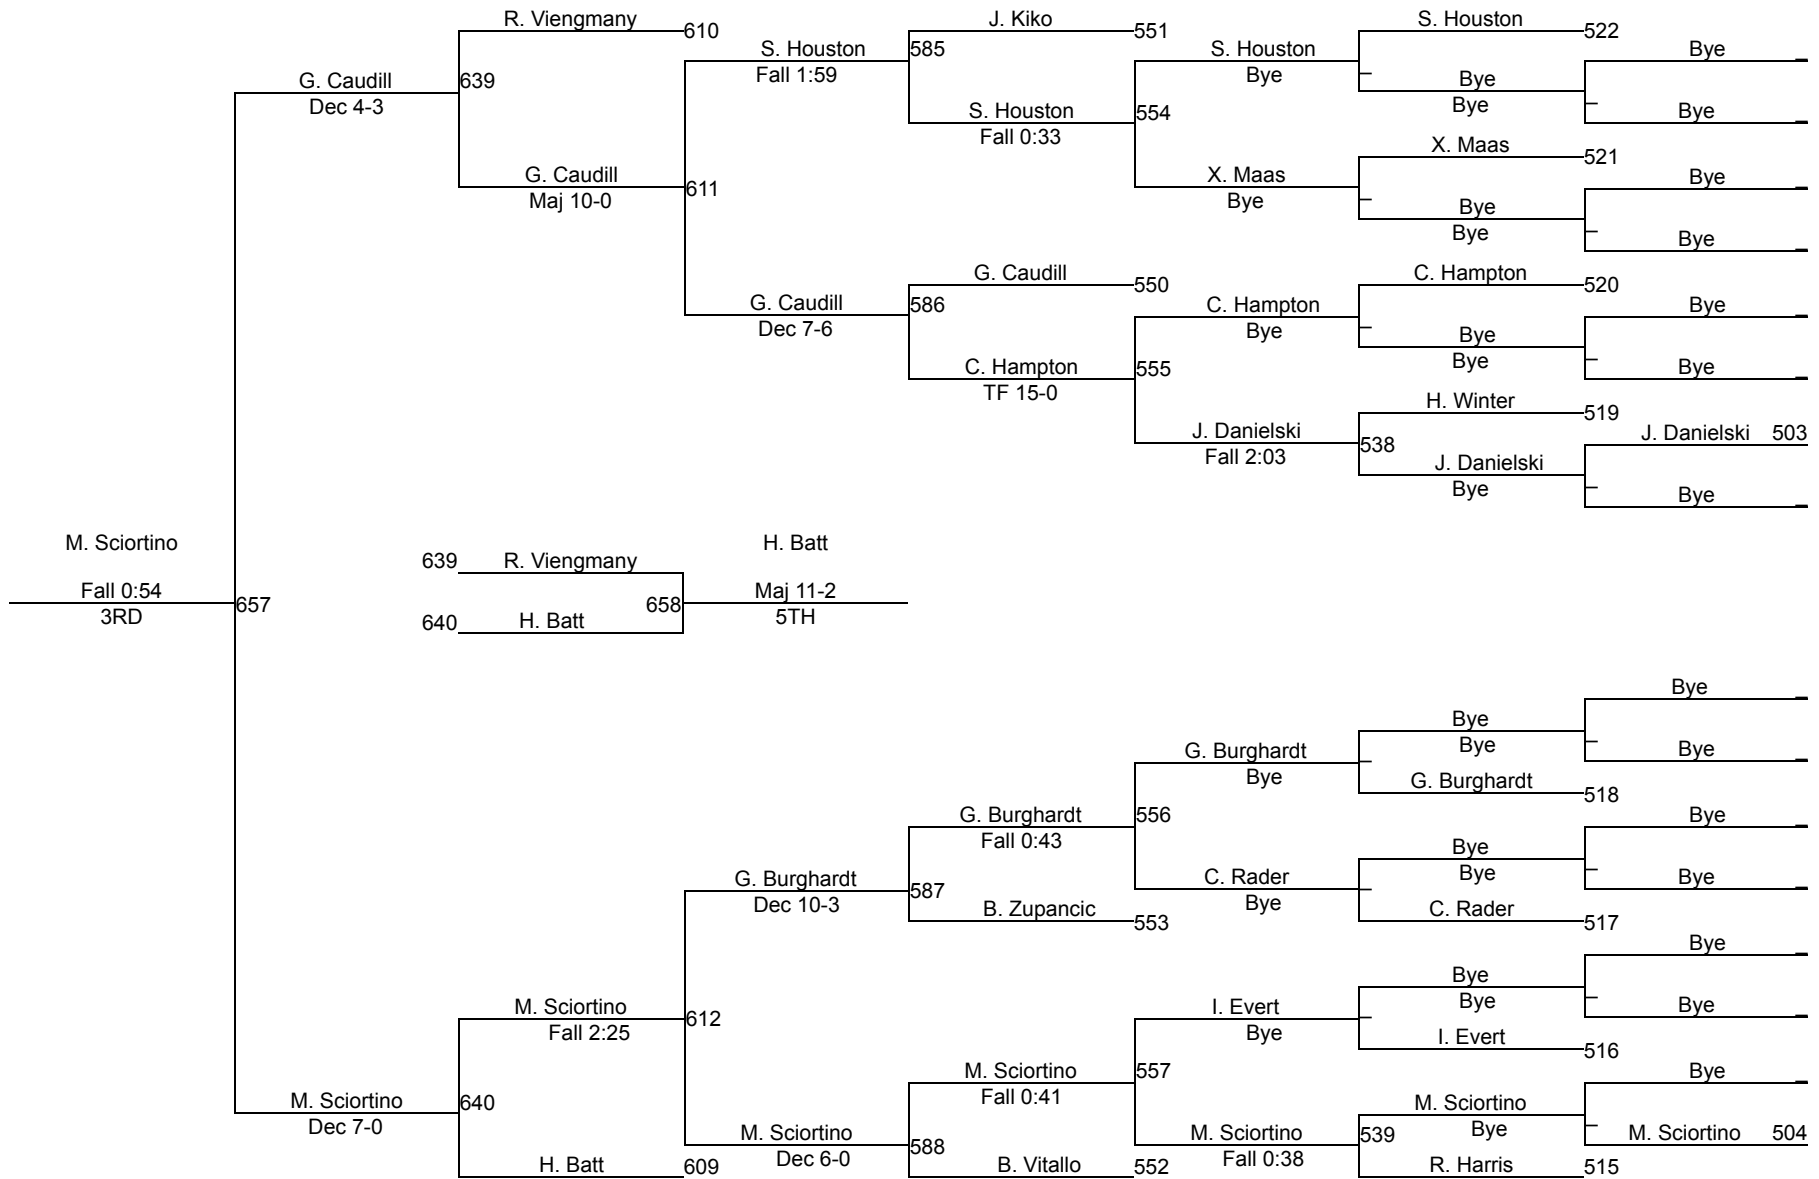 R. Viengmany
610
J. Kiko
551
S. Houston
522
S. Houston
Fall 1:59
585
S. Houston
Bye
Bye
G. Caudill
Dec 4-3
639
Bye
Bye
S. Houston
Fall 0:33
554
Bye
X. Maas
521
G. Caudill
Maj 10-0
611
X. Maas
Bye
Bye
Bye
Bye
Bye
G. Caudill
550
C. Hampton
520
G. Caudill
Dec 7-6
586
C. Hampton
Bye
Bye
Bye
Bye
C. Hampton
TF 15-0
555
Bye
H. Winter
519
J. Danielski
Fall 2:03
538
J. Danielski 503
J. Danielski
Bye
Bye
M. Sciortino
Fall 0:54
3RD
657
639
R. Viengmany
640
H. Batt
658
H. Batt
Maj 11-2
5TH
Bye
Bye
Bye
Bye
G. Burghardt
Bye
G. Burghardt
518
G. Burghardt
Fall 0:43
556
Bye
Bye
Bye
Bye
G. Burghardt
Dec 10-3
587
C. Rader
Bye
B. Zupancic
553
C. Rader
517
Bye
Bye
Bye
Bye
M. Sciortino
Fall 2:25
612
I. Evert
Bye
I. Evert
516
M. Sciortino
Fall 0:41
557
Bye
M. Sciortino
Dec 7-0
640
M. Sciortino
Bye
M. Sciortino
Dec 6-0
588
M. Sciortino
Fall 0:38
539
M. Sciortino 504
H. Batt
609
B. Vitallo
552
R. Harris
515